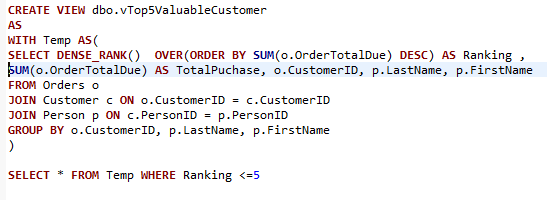 CREATE VIEW dbo.vTop5ValuableCustomer
AS
WITH Temp AS(
SELECT DENSE_RANK()  OVER(ORDER BY SUM(o.OrderTotalDue) DESC) AS Ranking ,
SUM(o.OrderTotalDue) AS TotalPuchase, o.CustomerID, p.LastName, p.FirstName
FROM Orders o
JOIN Customer c ON o.CustomerID = c.CustomerID
JOIN Person p ON c.PersonID = p.PersonID
GROUP BY o.CustomerID, p.LastName, p.FirstName
)
SELECT * FROM Temp WHERE Ranking <=5